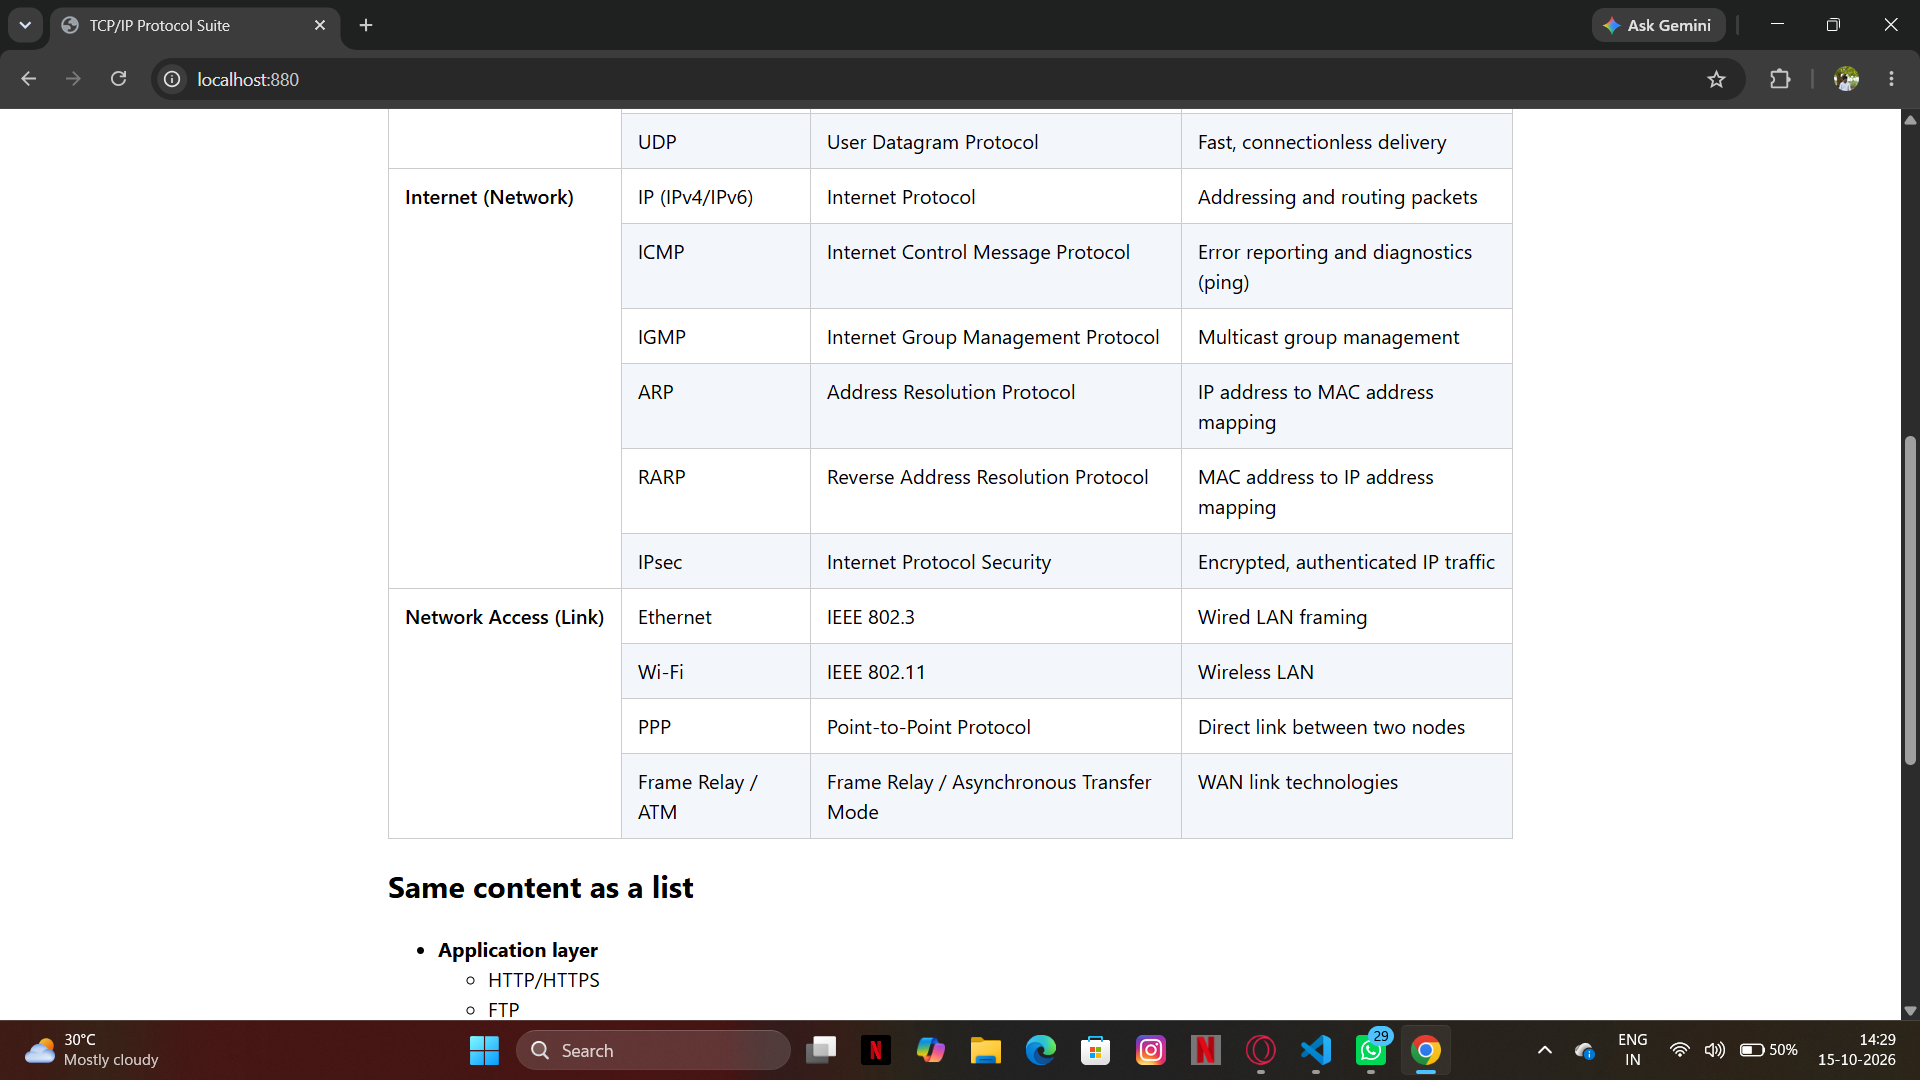 TCP/IP Protocol Suite
Ask Gemini
localhost:880
UDP User Datagram Protocol Fast, connectionless delivery
Internet (Network) IP (IPv4/IPv6) Internet Protocol Addressing and routing packets
ICMP Internet Control Message Protocol Error reporting and diagnostics
(ping)
IGMP Internet Group Management Protocol Multicast group management
ARP Address Resolution Protocol IP address to MAC address
mapping
RARP Reverse Address Resolution Protocol MAC address to IP address
mapping
IPsec Internet Protocol Security Encrypted, authenticated IP traffic
Network Access (Link) Ethernet IEEE 802.3 Wired LAN framing
Wi-Fi IEEE 802.11 Wireless LAN
PPP Point-to-Point Protocol Direct link between two nodes
Frame Relay / Frame Relay / Asynchronous Transfer WAN link technologies
ATM Mode
Same content as a list
• Application layer
◦ HTTP/HTTPS
◦ FTP
30°C
Mostly cloudy
Search
N
N
29
ENG
IN
50%
14:29
15-10-2026